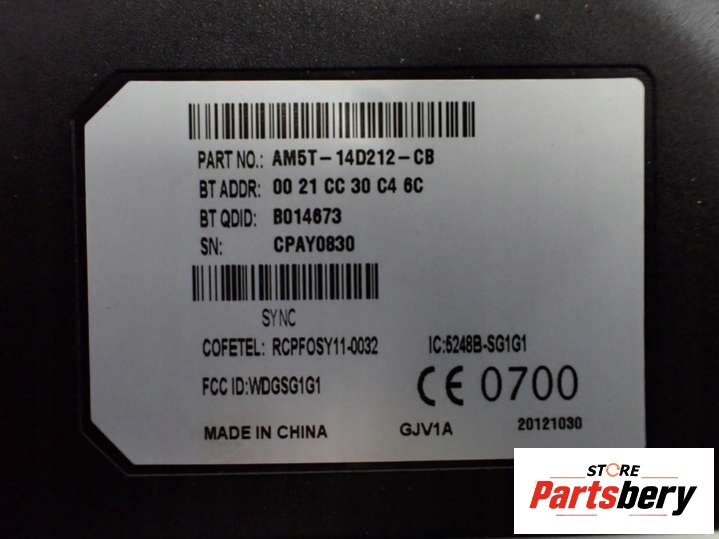 PART NO.: AM5T-14D212-CB
BT ADDR: 00 21 CC 30 C4 6C
BT QDID: B014673
SN: CPAY0830
SYNC
COFETEL: RCPFOSY11-0032 IC:5248B-SG1G1
FCC ID:WDGSG1G1 CE 0700
MADE IN CHINA GJV1A 20121030
STORE
Partsbery